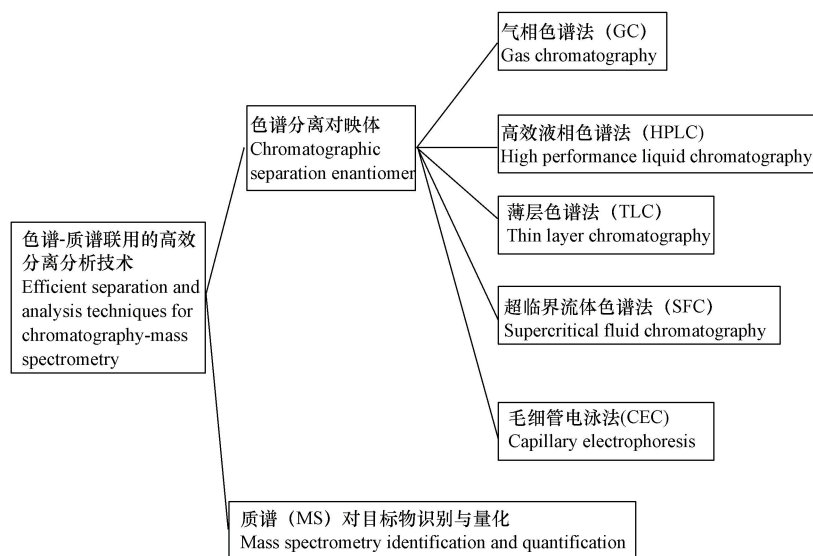 气相色谱法（GC）
Gas chromatography
色谱分离对映体
Chromatographic
separation enantiomer
高效液相色谱法（HPLC）
High performance liquid chromatography
薄层色谱法（TLC）
Thin layer chromatography
色谱-质谱联用的高效
分离分析技术
Efficient separation and
analysis techniques for
chromatography-mass
spectrometry
超临界流体色谱法（SFC）
Supercritical fluid chromatography
毛细管电泳法(CEC)
Capillary electrophoresis
质谱（MS）对目标物识别与量化
Mass spectrometry identification and quantification